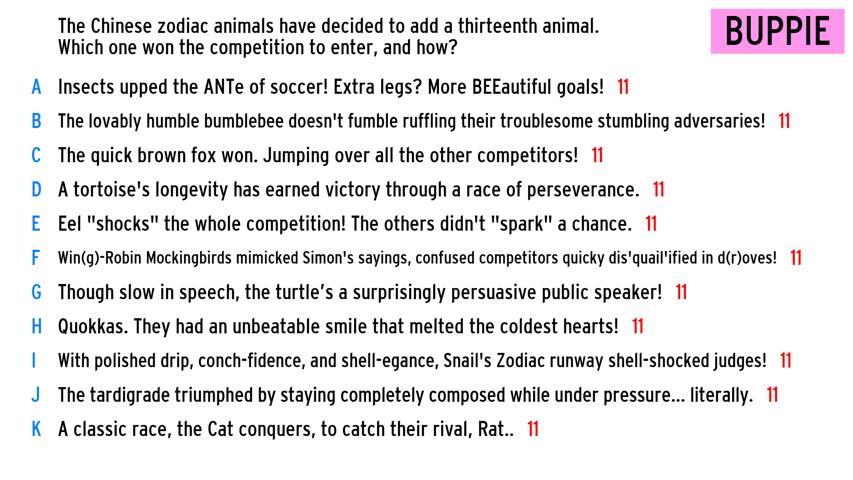 The Chinese zodiac animals have decided to add a thirteenth animal.
Which one won the competition to enter, and how?
BUPPIE
A Insects upped the ANTe of soccer! Extra legs? More BEEautiful goals! 11
B The lovably humble bumblebee doesn't fumble ruffling their troublesome stumbling adversaries! 11
C The quick brown fox won. Jumping over all the other competitors! 11
D A tortoise's longevity has earned victory through a race of perseverance. 11
E Eel "shocks" the whole competition! The others didn't "spark" a chance. 11
F Win(g)-Robin Mockingbirds mimicked Simon's sayings, confused competitors quicky dis'quail'ified in d(r)oves! 11
G Though slow in speech, the turtle’s a surprisingly persuasive public speaker! 11
H Quokkas. They had an unbeatable smile that melted the coldest hearts! 11
I With polished drip, conch-fidence, and shell-egance, Snail's Zodiac runway shell-shocked judges! 11
J The tardigrade triumphed by staying completely composed while under pressure... literally. 11
K A classic race, the Cat conquers, to catch their rival, Rat.. 11